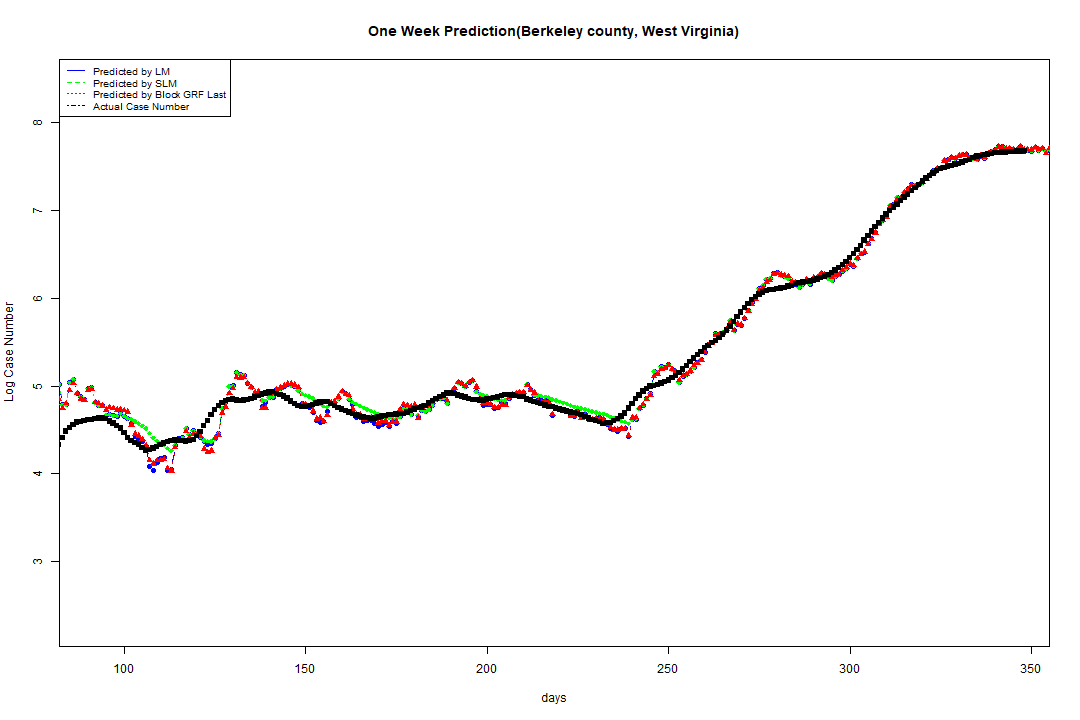 One Week Prediction(Berkeley county, West Virginia)
Predicted by LM
Predicted by SLM
Predicted by Block GRF Last
Actual Case Number
8
7
6
5
4
3
Log Case Number
100 150 200 250 300 350
days